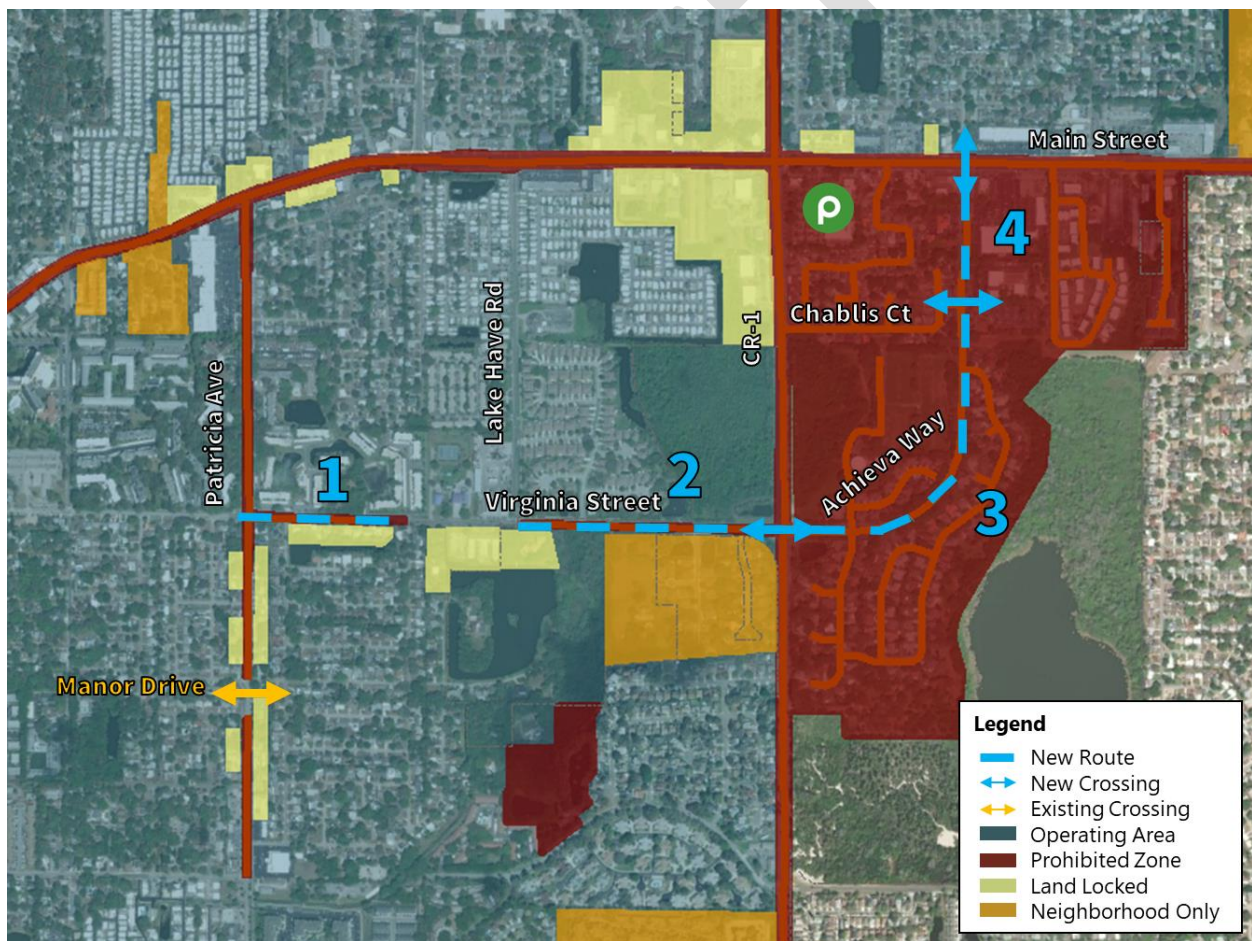 Main Street
4
Chablis Ct
Lake Have Rd
CR-1
Patricia Ave
Achieva Way
1
2
Virginia Street
3
Manor Drive
Legend
New Route
New Crossing
Existing Crossing
Operating Area
Prohibited Zone
Land Locked
Neighborhood Only